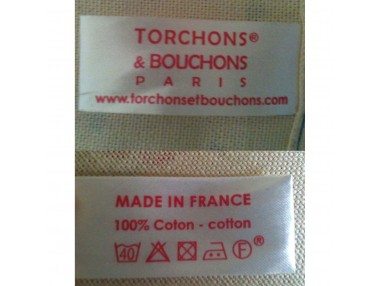 TORCHONS®
& BOUCHONS
PARIS
www.torchonsetbouchons.com
MADE IN FRANCE
100% Coton - cotton
40 F ®